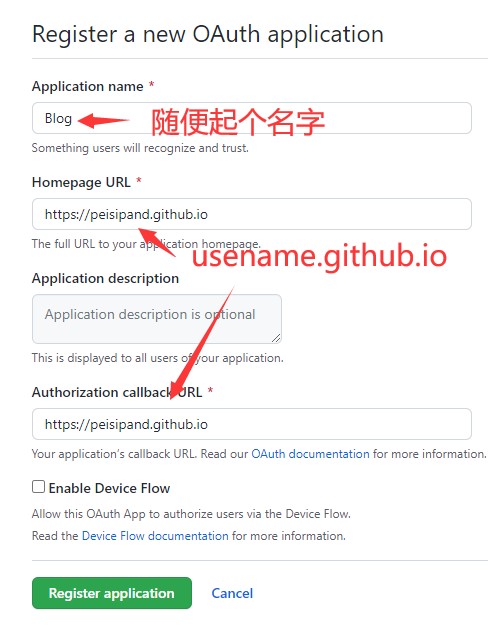 Register a new OAuth application
Application name *
Blog
随便起个名字
Something users will recognize and trust.
Homepage URL *
https://peisipand.github.io
The full URL to your application homepage.
usename.github.io
Application description
Application description is optional
This is displayed to all users of your application.
Authorization callback URL *
https://peisipand.github.io
Your application's callback URL. Read our OAuth documentation for more information.
Enable Device Flow
Allow this OAuth App to authorize users via the Device Flow.
Read the Device Flow documentation for more information.
Register application Cancel